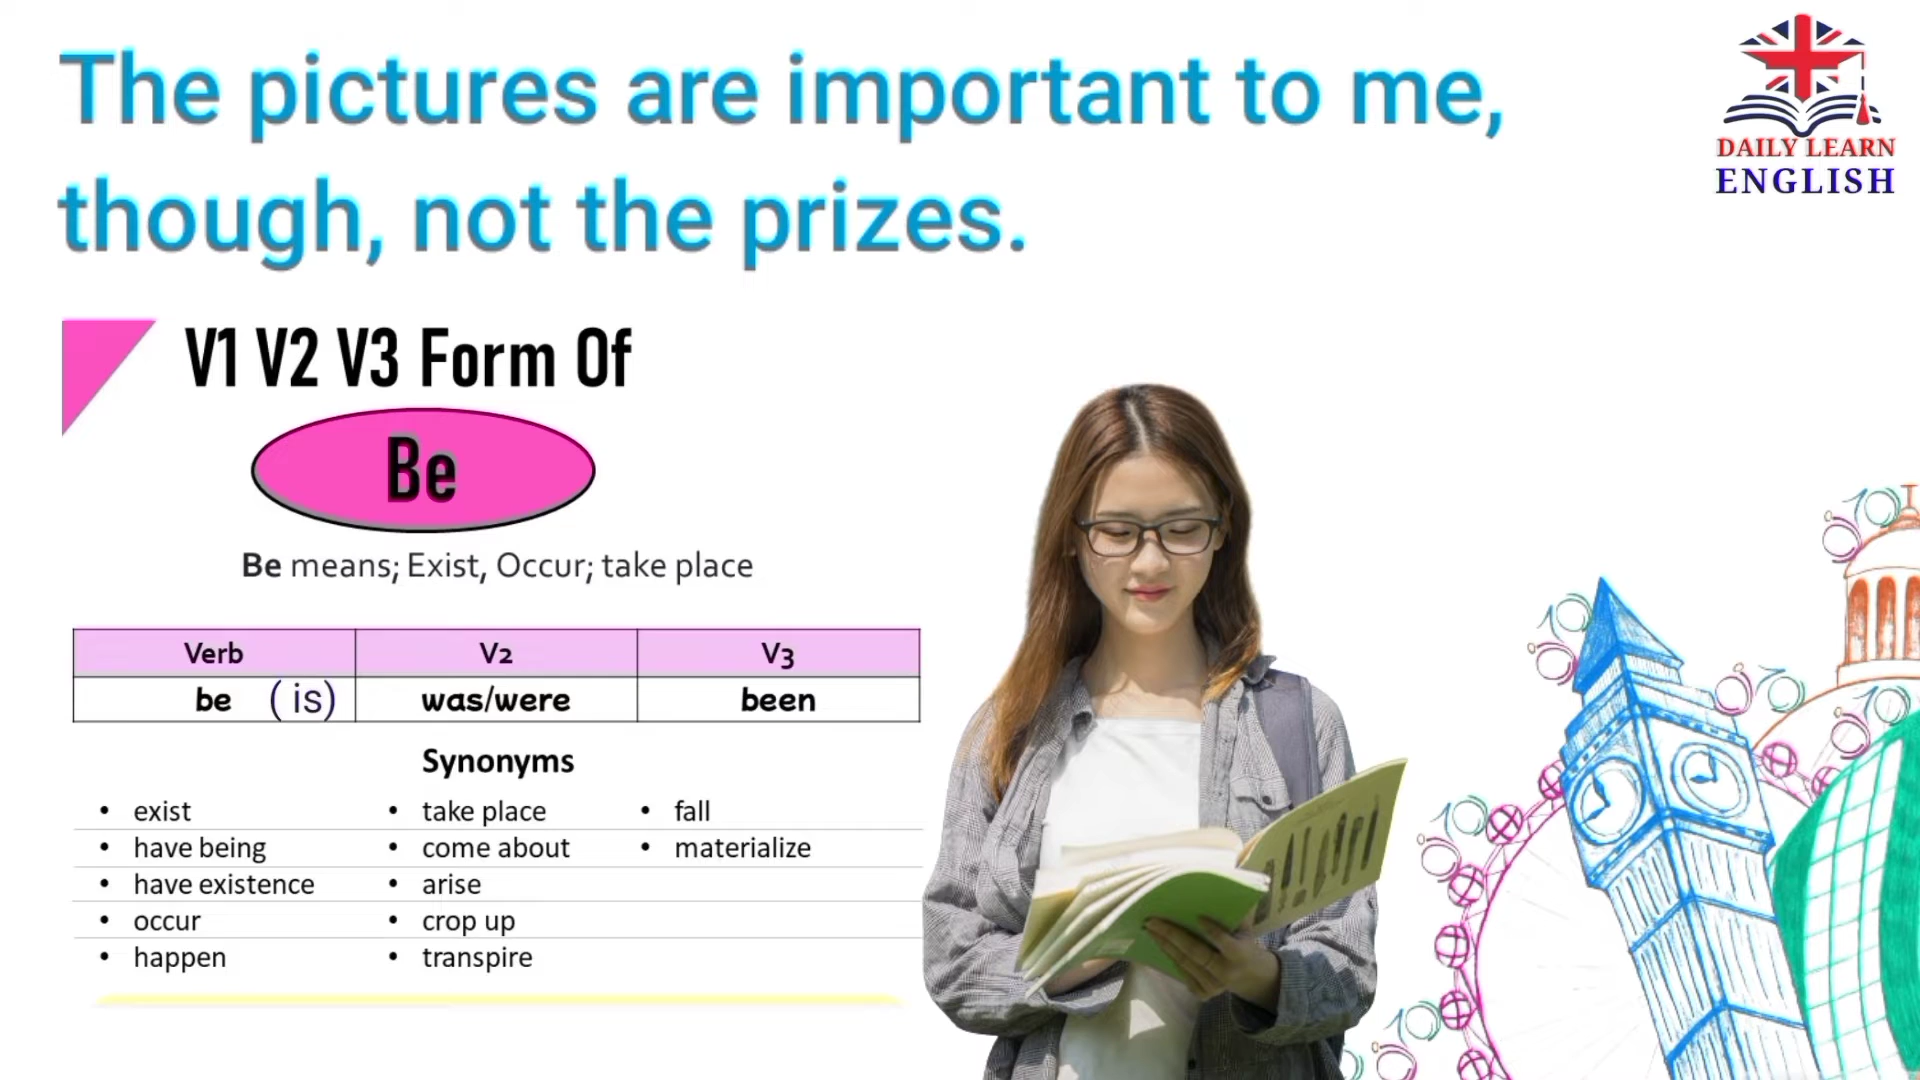 The pictures are important to me,
though, not the prizes.
DAILY LEARN
ENGLISH
V1 V2 V3 Form Of
Be
Be means; Exist, Occur; take place
Verb V2 V3
be ( is) was/were been
Synonyms
• exist • take place • fall
• have being • come about • materialize
• have existence • arise
• occur • crop up
• happen • transpire